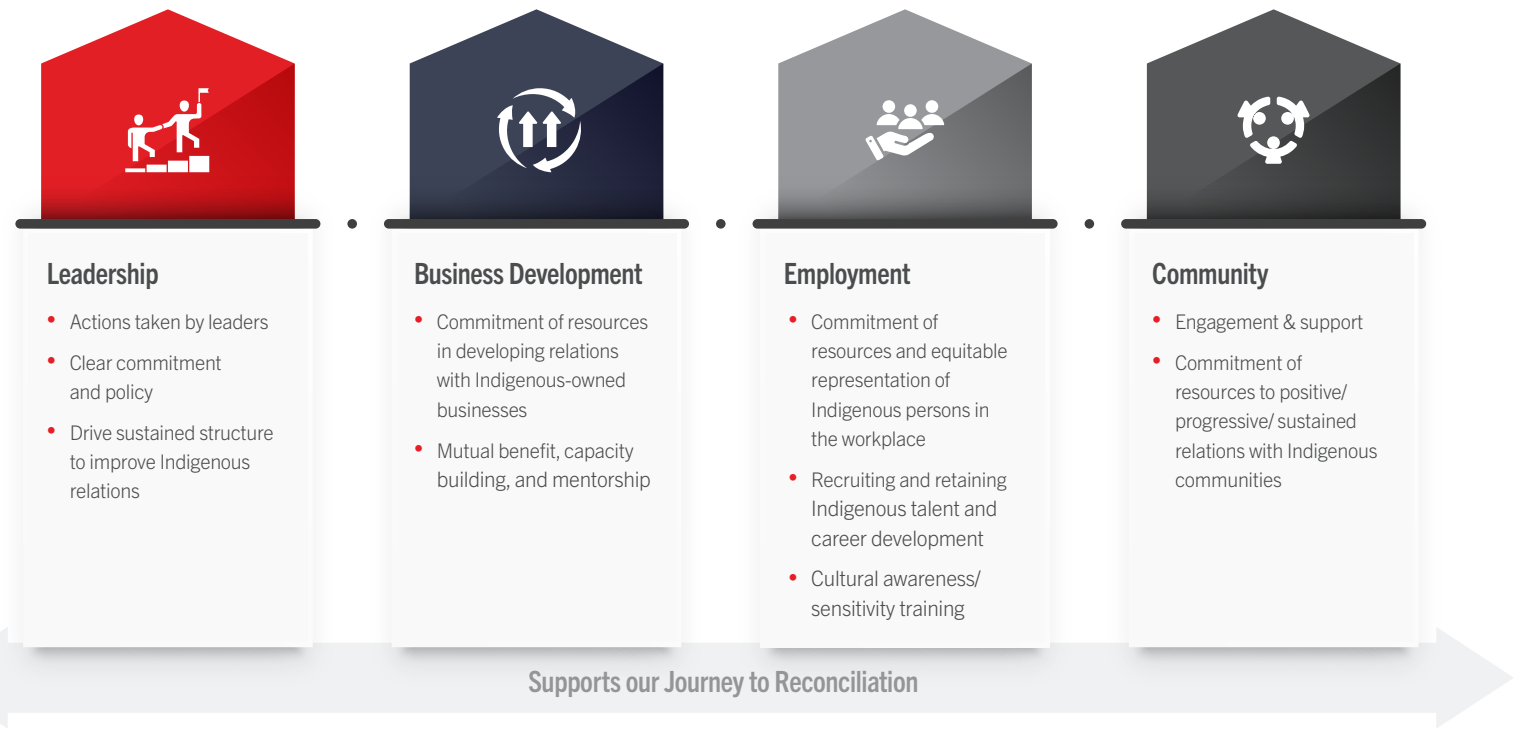 Leadership
• Actions taken by leaders
• Clear commitment
and policy
• Drive sustained structure
to improve Indigenous
relations
Business Development
• Commitment of resources
in developing relations
with Indigenous-owned
businesses
• Mutual benefit, capacity
building, and mentorship
Employment
• Commitment of
resources and equitable
representation of
Indigenous persons in
the workplace
• Recruiting and retaining
Indigenous talent and
career development
• Cultural awareness/
sensitivity training
Community
• Engagement & support
• Commitment of
resources to positive/
progressive/ sustained
relations with Indigenous
communities
Supports our Journey to Reconciliation